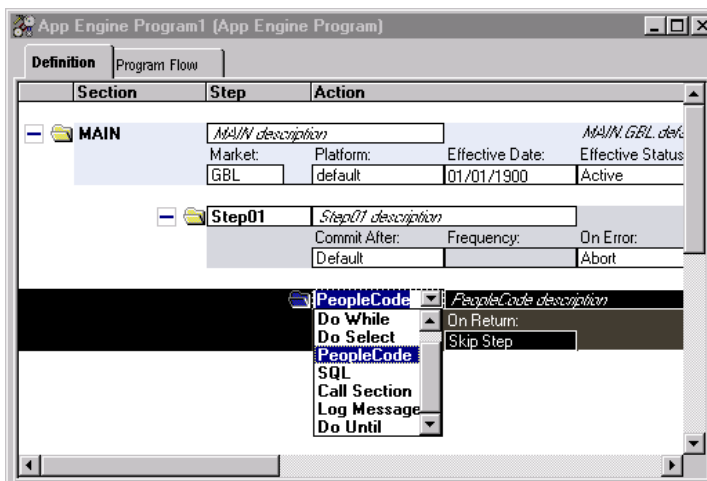 App Engine Program1 (App Engine Program)
Definition Program Flow
Section Step Action
MAIN MAIN description MAIN.GBL.defa
Market: Platform: Effective Date: Effective Status
GBL default 01/01/1900 Active
Step01 Step01 description
Commit After: Frequency: On Error:
Default Abort
PeopleCode PeopleCode description
Do While On Return:
Do Select Skip Step
PeopleCode
SQL
Call Section
Log Message
Do Until